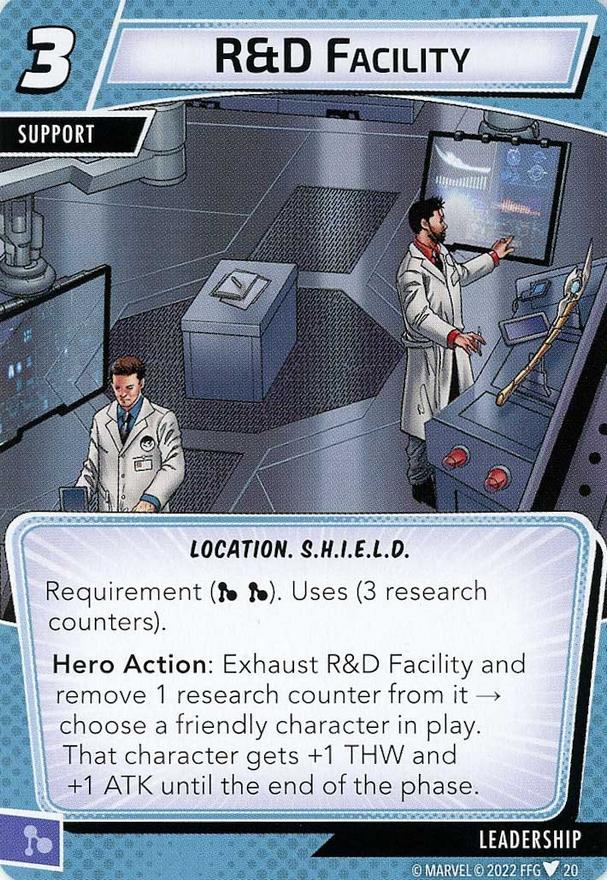 3
R&D FACILITY
SUPPORT
LOCATION. S.H.I.E.L.D.
Requirement ( ). Uses (3 research
counters).
Hero Action: Exhaust R&D Facility and
remove 1 research counter from it →
choose a friendly character in play.
That character gets +1 THW and
+1 ATK until the end of the phase.
LEADERSHIP
© MARVEL © 2022 FFG 20